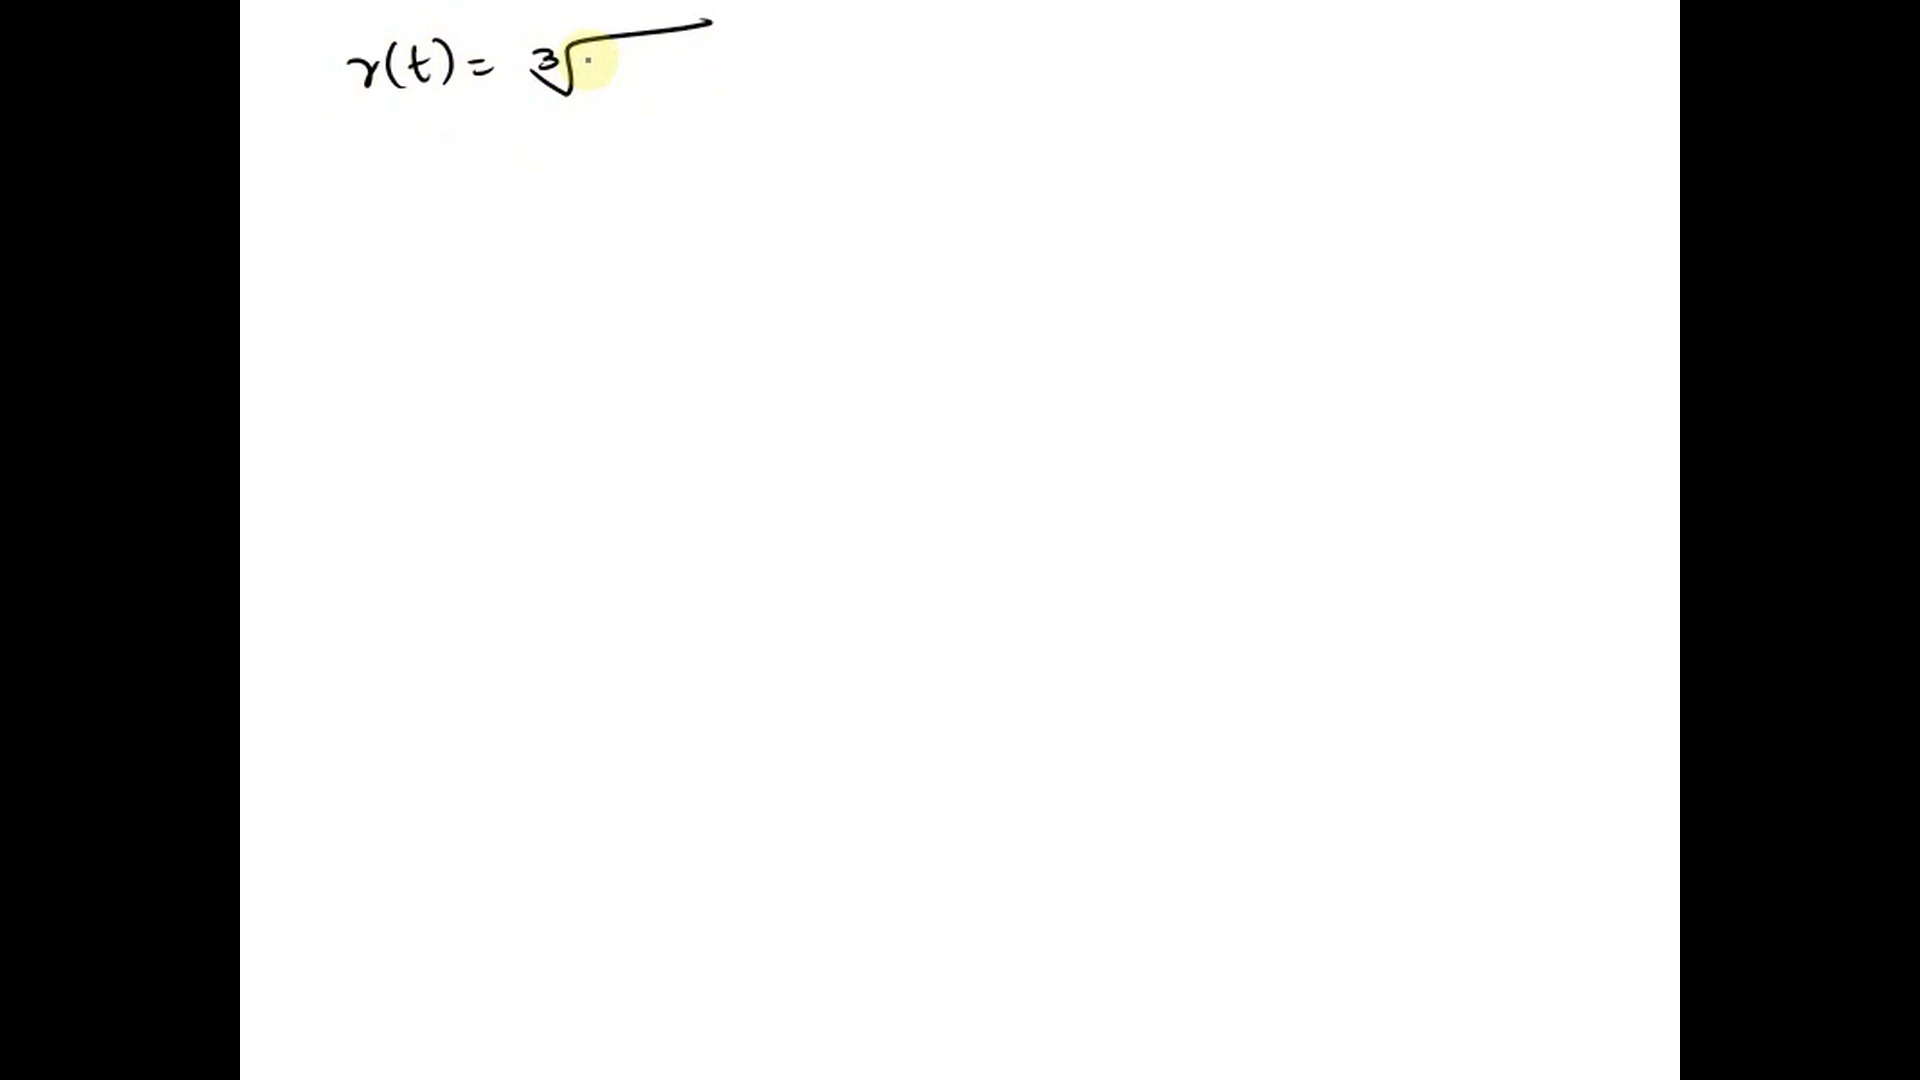 r(t) = ∛